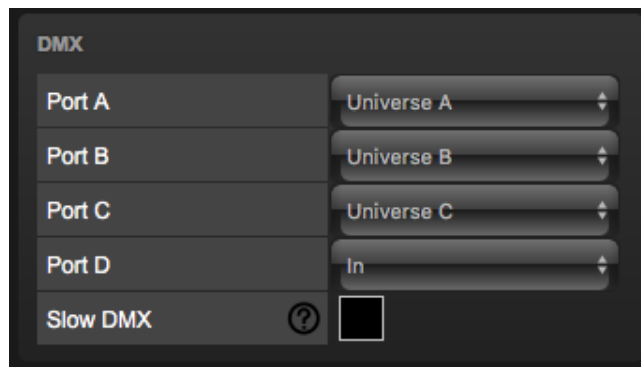 DMX
Port A Universe A
Port B Universe B
Port C Universe C
Port D In
Slow DMX ?